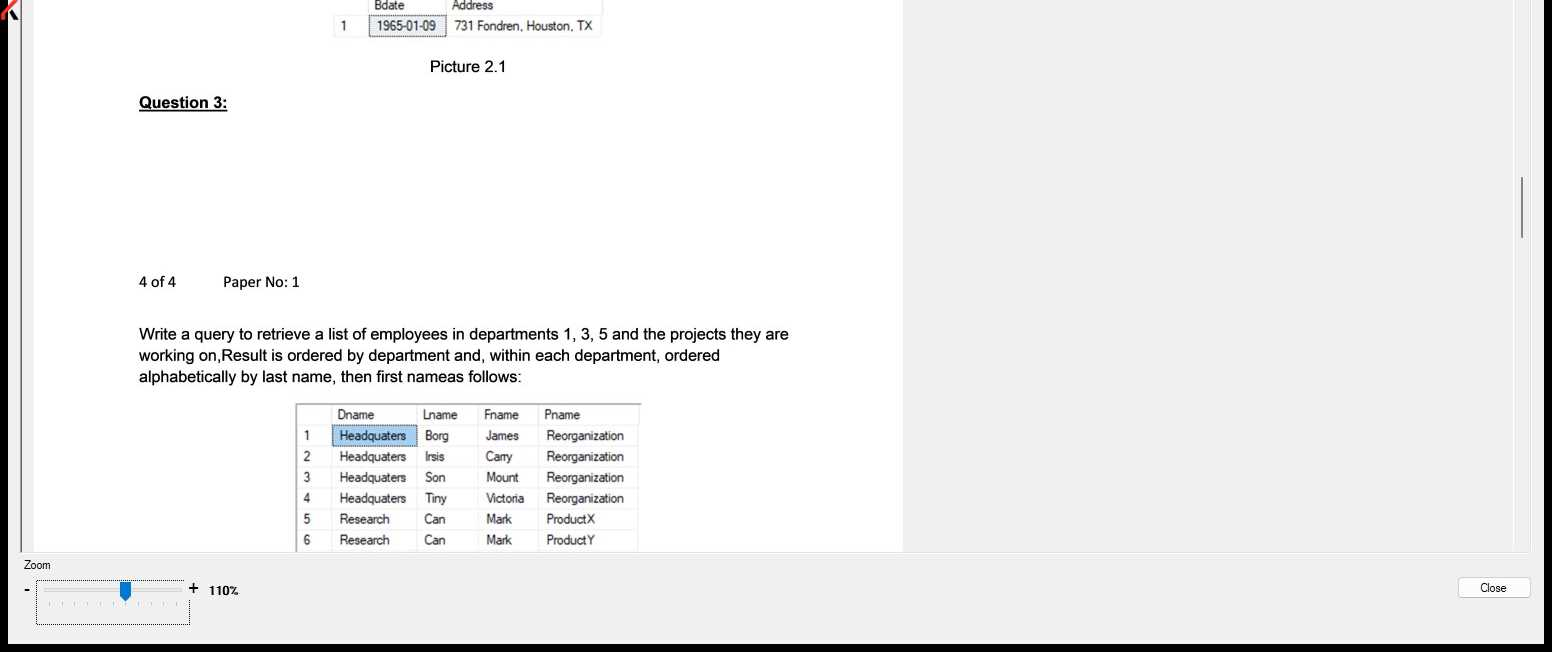 Bdate Address
1 1965-01-09 731 Fondren, Houston, TX
Picture 2.1
Question 3:
4 of 4 Paper No: 1
Write a query to retrieve a list of employees in departments 1, 3, 5 and the projects they are
working on,Result is ordered by department and, within each department, ordered
alphabetically by last name, then first nameas follows:
Dname Lname Fname Pname
1 Headquaters Borg James Reorganization
2 Headquaters Irsis Carry Reorganization
3 Headquaters Son Mount Reorganization
4 Headquaters Tiny Victoria Reorganization
5 Research Can Mark ProductX
6 Research Can Mark ProductY
Zoom
- + 110%
Close